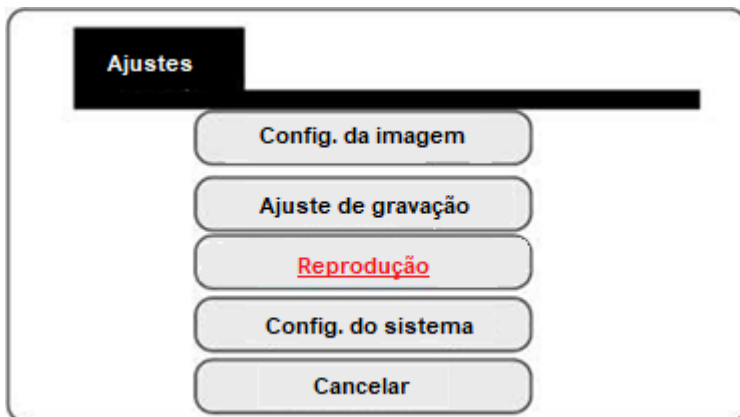 Ajustes
Config. da imagem
Ajuste de gravação
Reprodução
Config. do sistema
Cancelar